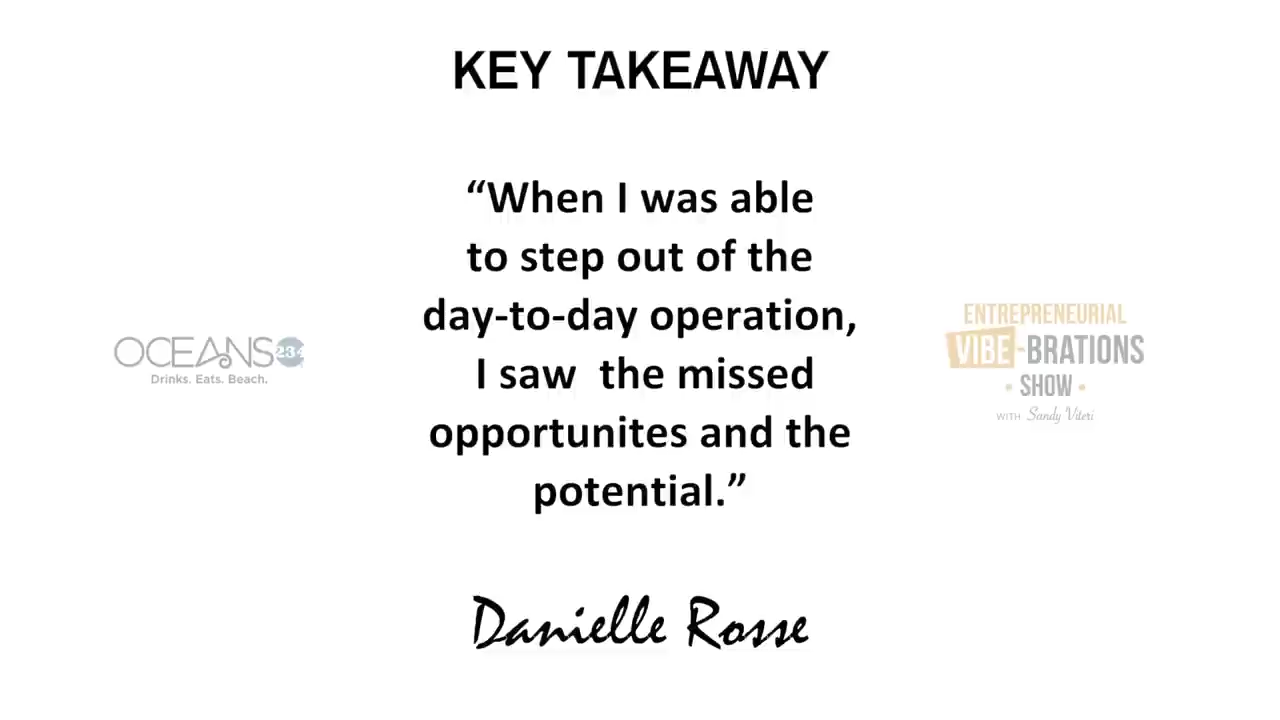 KEY TAKEAWAY
“When I was able
to step out of the
day-to-day operation,
I saw  the missed
opportunites and the
potential.”
Danielle Rosse
OCEANS 234
Drinks. Eats. Beach.
ENTREPRENEURIAL
VIBE-BRATIONS
• SHOW •
WITH Sandy Viteri